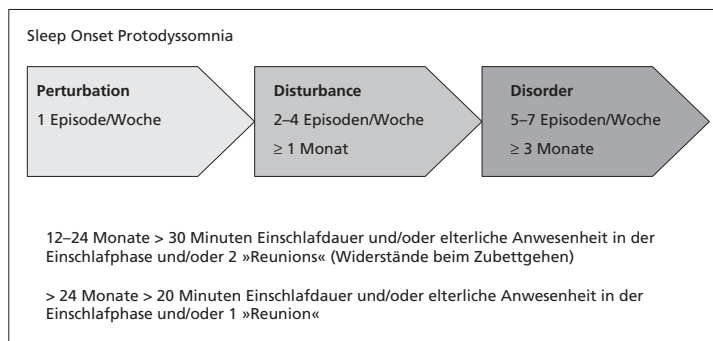 Sleep Onset Protodyssomnia
Perturbation
1 Episode/Woche
Disturbance
2–4 Episoden/Woche
≥ 1 Monat
Disorder
5–7 Episoden/Woche
≥ 3 Monate
12–24 Monate > 30 Minuten Einschlafdauer und/oder elterliche Anwesenheit in der
Einschlafphase und/oder 2 »Reunions« (Widerstände beim Zubettgehen)
> 24 Monate > 20 Minuten Einschlafdauer und/oder elterliche Anwesenheit in der
Einschlafphase und/oder 1 »Reunion«